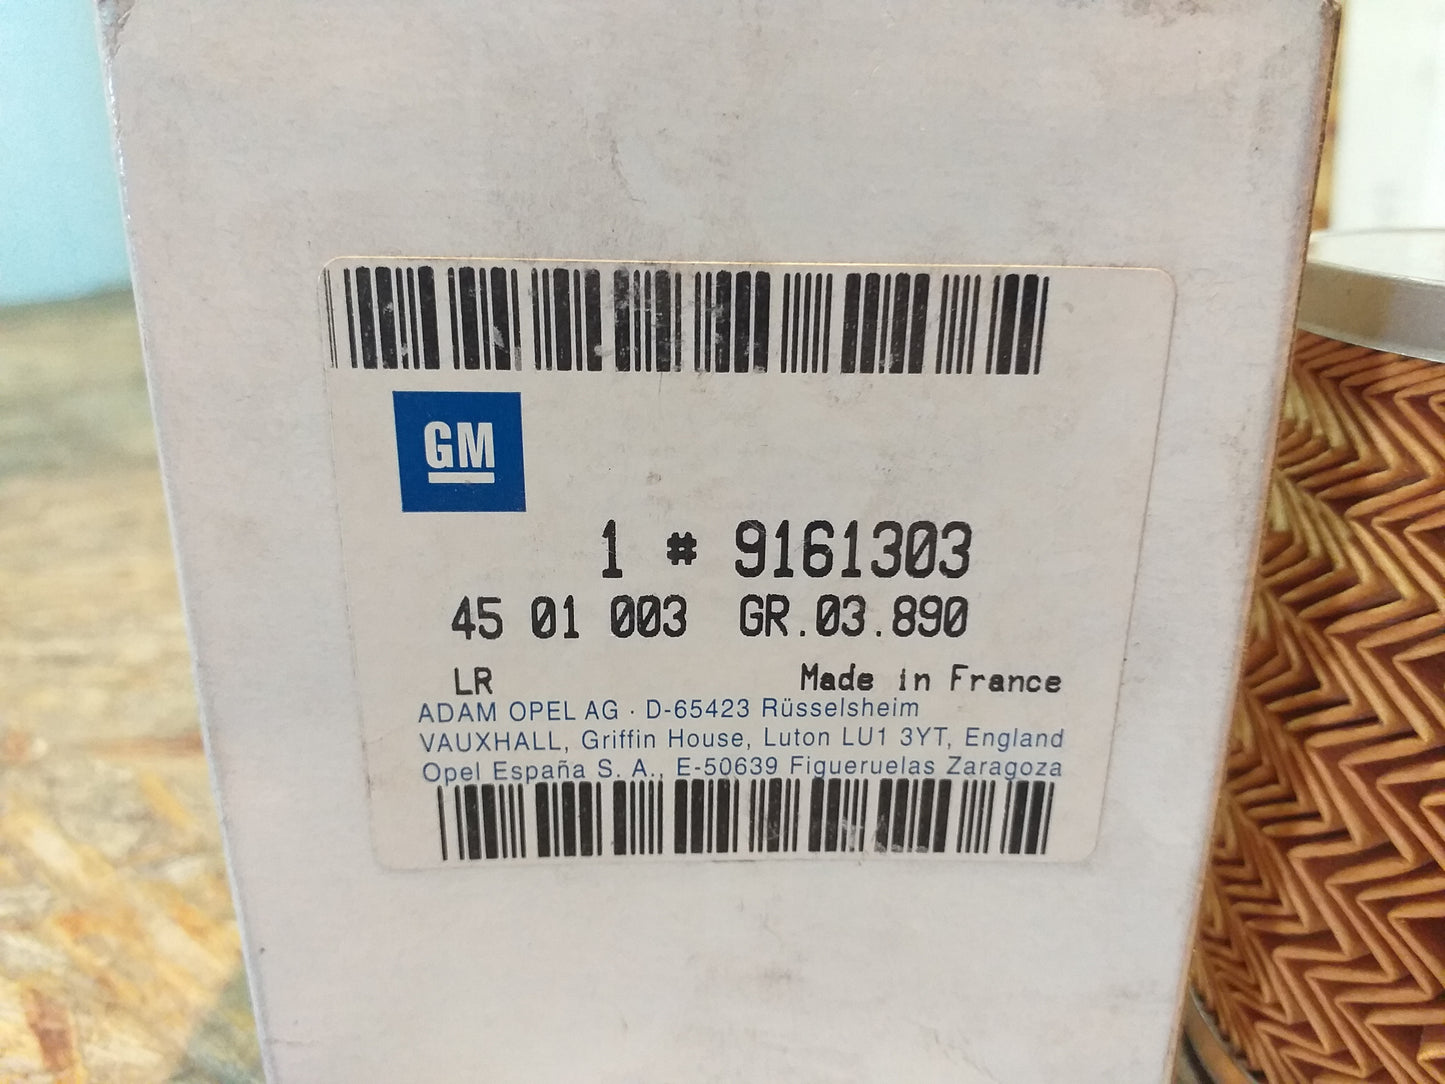 GM
1 # 9161303
45 01 003 GR.03.890
LR Made in France
ADAM OPEL AG · D-65423 Rüsselsheim
VAUXHALL, Griffin House, Luton LU1 3YT, England
Opel España S. A., E-50639 Figueruelas Zaragoza